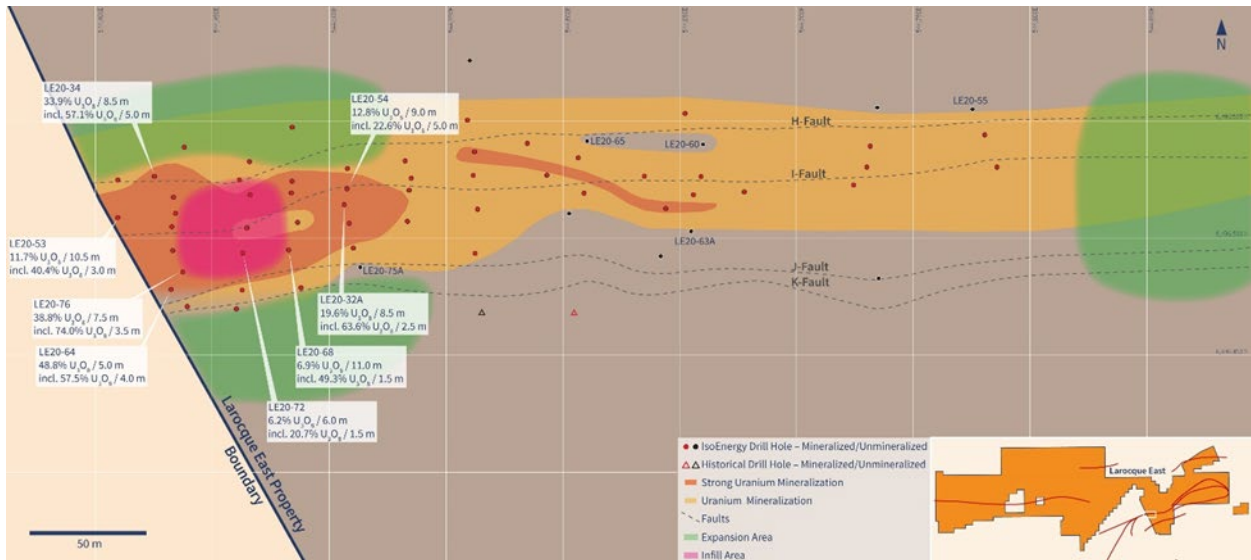 N
LE20-34
33.9% U₃O₈ / 8.5 m
incl. 57.1% U₃O₈ / 5.0 m
LE20-54
12.8% U₃O₈ / 9.0 m
incl. 22.6% U₃O₈ / 5.0 m
LE20-55
H-Fault
LE20-65
LE20-60
I-Fault
LE20-53
11.7% U₃O₈ / 10.5 m
incl. 40.4% U₃O₈ / 3.0 m
LE20-63A
LE20-75A
J-Fault
K-Fault
LE20-76
38.8% U₃O₈ / 7.5 m
incl. 74.0% U₃O₈ / 3.5 m
LE20-32A
19.6% U₃O₈ / 8.5 m
incl. 63.6% U₃O₈ / 2.5 m
LE20-64
48.8% U₃O₈ / 5.0 m
incl. 57.5% U₃O₈ / 4.0 m
LE20-68
6.9% U₃O₈ / 11.0 m
incl. 49.3% U₃O₈ / 1.5 m
LE20-72
6.2% U₃O₈ / 6.0 m
incl. 20.7% U₃O₈ / 1.5 m
Larocque East Property
Boundary
50 m
IsoEnergy Drill Hole – Mineralized/Unmineralized
Historical Drill Hole – Mineralized/Unmineralized
Strong Uranium Mineralization
Uranium Mineralization
Faults
Expansion Area
Infill Area
Larocque East